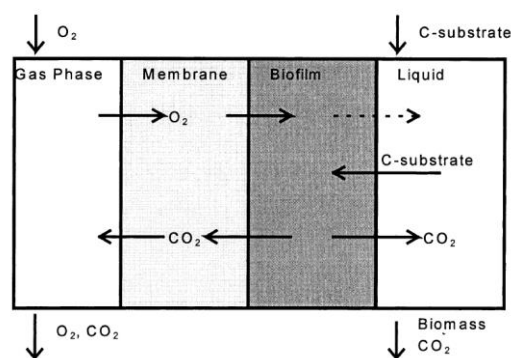 O₂
C-substrate
Gas Phase Membrane Biofilm Liquid
O₂
C-substrate
CO₂ CO₂
O₂, CO₂
Biomass
CO₂